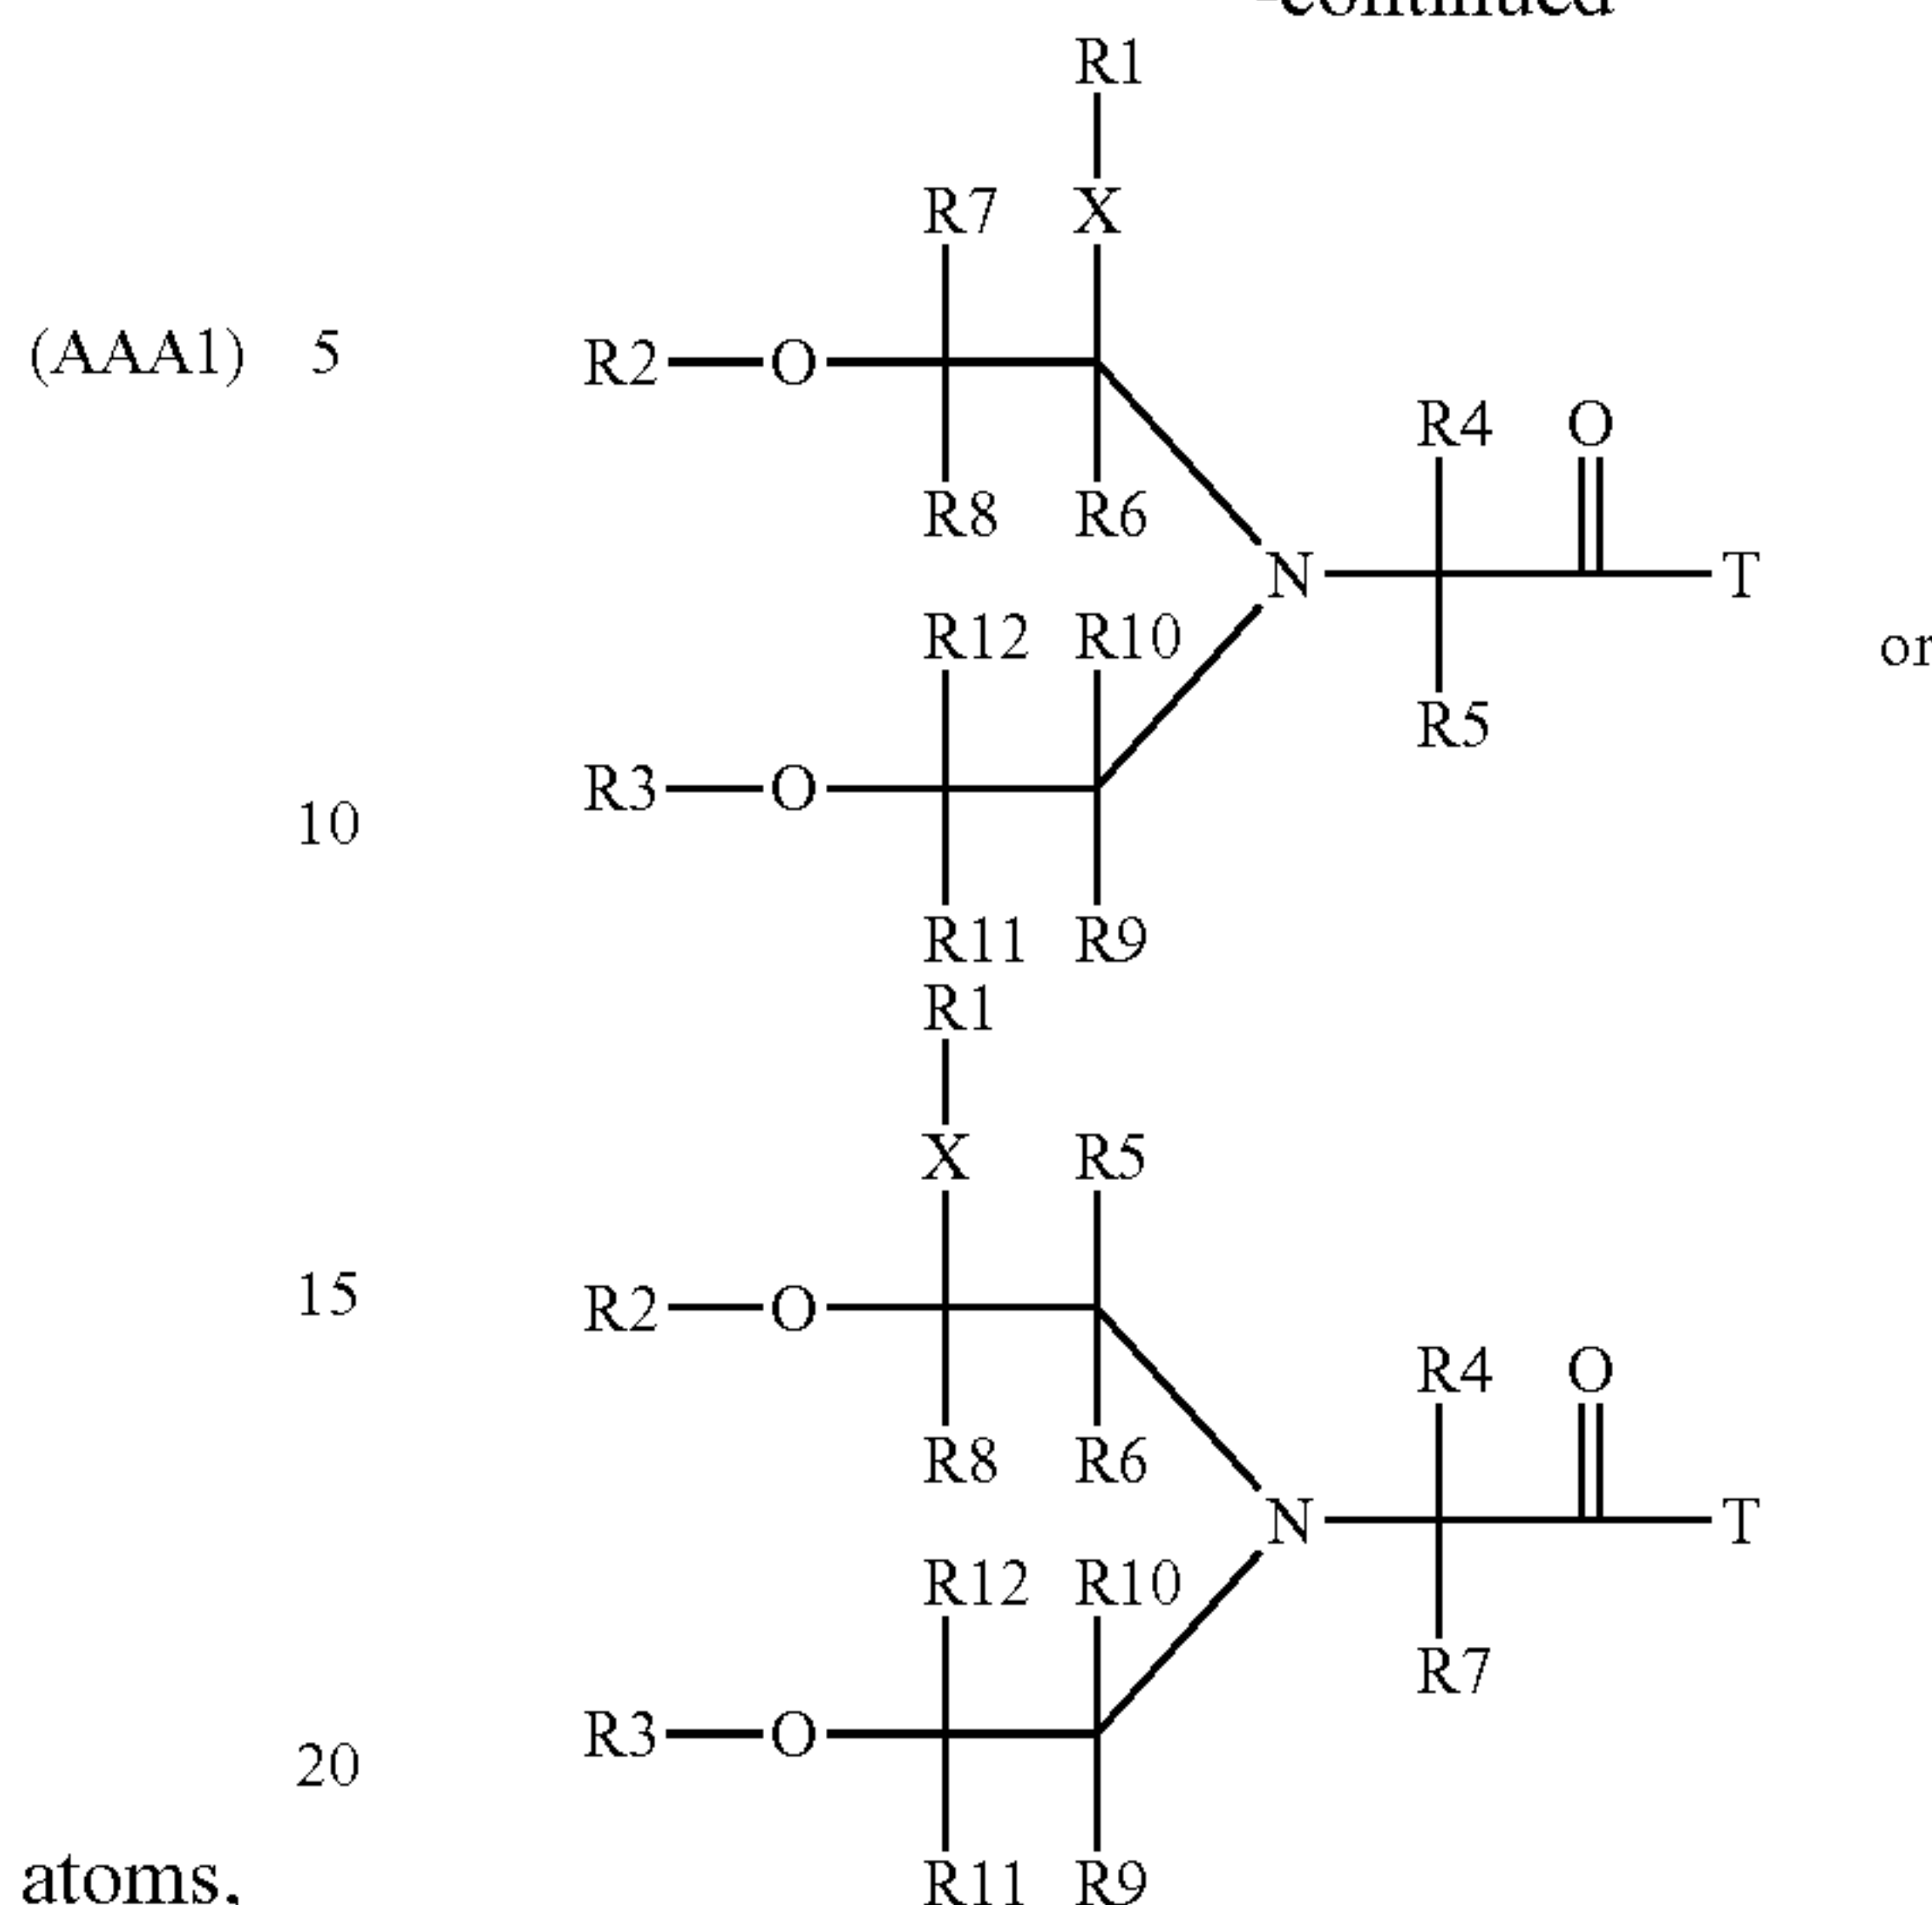 -continued
R1
R7 X
(AAA1) 5 R2 O
R4 O
R8 R6
N T
R12 R10
or
R5
10 R3 O
R11 R9
R1
X R5
15 R2 O
R4 O
R8 R6
N T
R12 R10
R7
20 R3 O
atoms, R11 R9